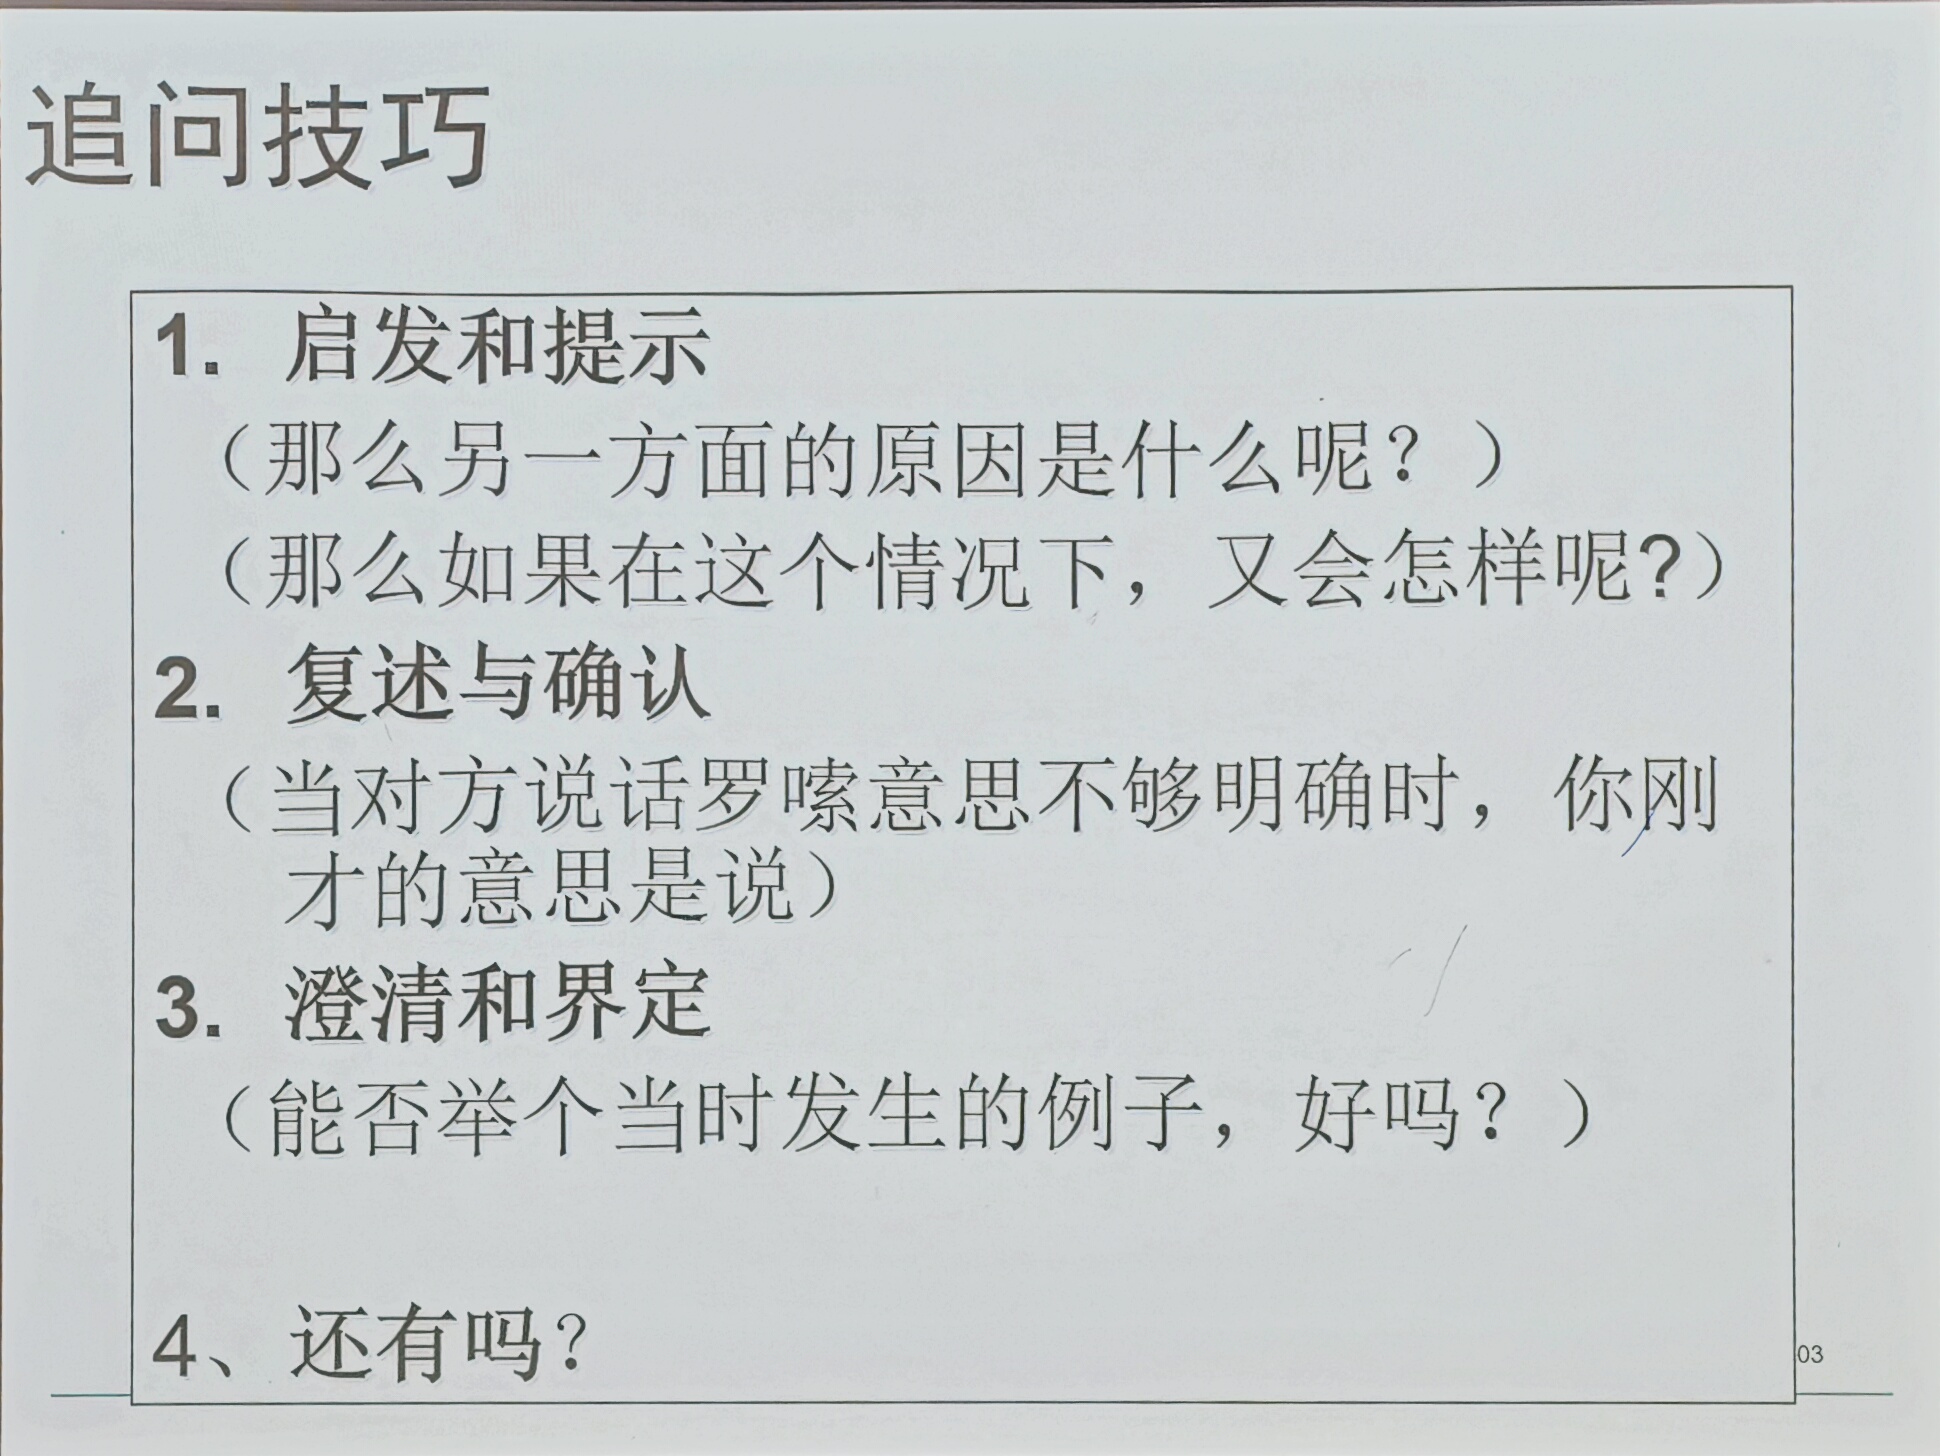 追问技巧
1. 启发和提示
（那么另一方面的原因是什么呢？）
（那么如果在这个情况下，又会怎样呢?）
2. 复述与确认
（当对方说话罗嗦意思不够明确时，你刚
才的意思是说）
3. 澄清和界定
（能否举个当时发生的例子，好吗？）
4、还有吗？
03